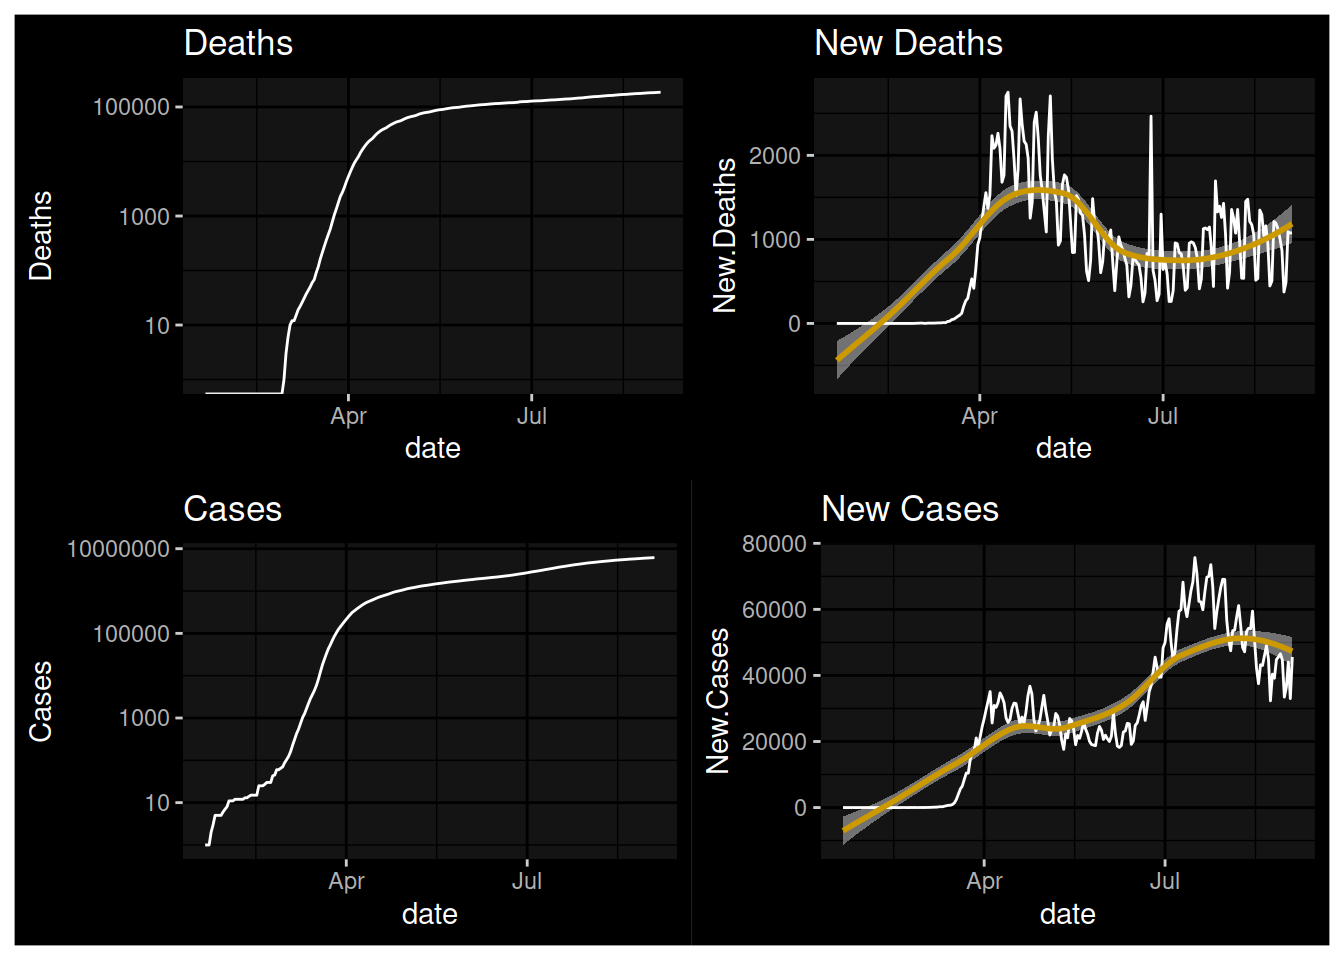 Deaths
100000
1000
10
Deaths
Apr Jul
date
New Deaths
2000
1000
0
New.Deaths
Apr Jul
date
Cases
10000000
100000
1000
10
Cases
Apr Jul
date
New Cases
80000
60000
40000
20000
0
New.Cases
Apr Jul
date